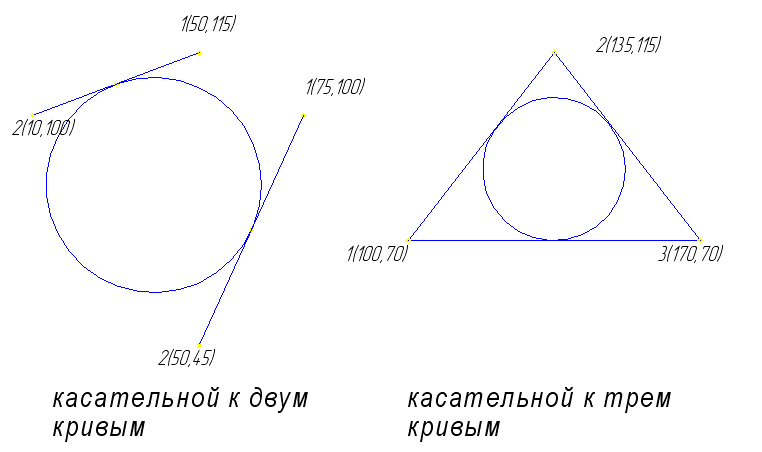 1(50,115)
2(135,115)
1(75,100)
2(10,100)
1(100,70)
3(170,70)
2(50,45)
касательной к двум
кривым
касательной к трем
кривым